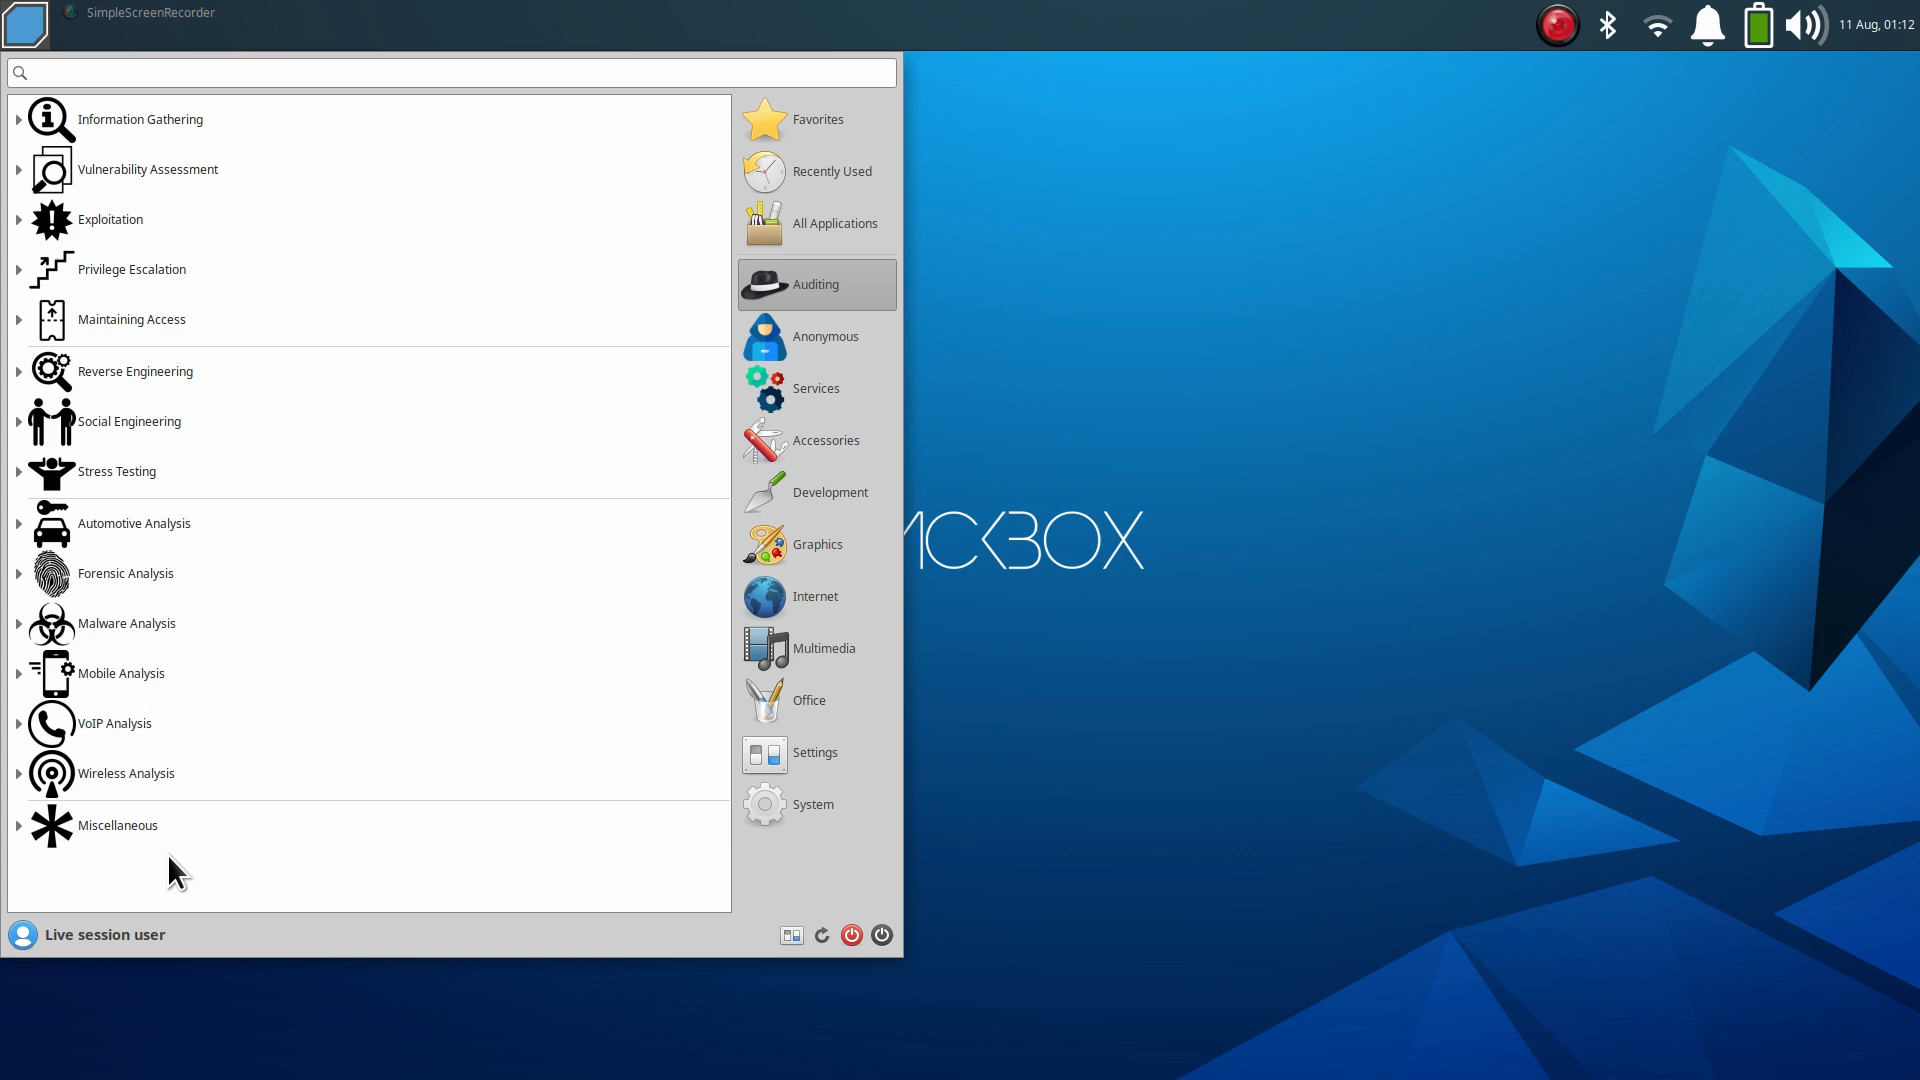 SimpleScreenRecorder
11 Aug, 01:12
Information Gathering
Vulnerability Assessment
Exploitation
Privilege Escalation
Maintaining Access
Reverse Engineering
Social Engineering
Stress Testing
Automotive Analysis
Forensic Analysis
Malware Analysis
Mobile Analysis
VoIP Analysis
Wireless Analysis
Miscellaneous
Favorites
Recently Used
All Applications
Auditing
Anonymous
Services
Accessories
Development
Graphics
Internet
Multimedia
Office
Settings
System
Live session user